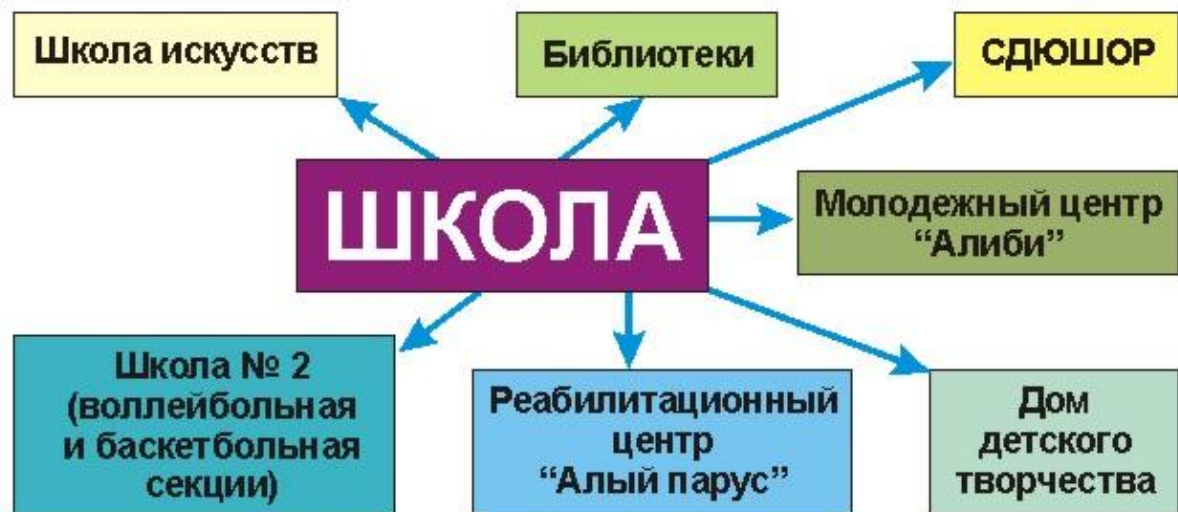 Школа искусств
Библиотеки
СДЮШОР
ШКОЛА
Молодежный центр
“Алиби”
Школа № 2
(воллейбольная
и баскетбольная
секции)
Реабилитационный
центр
“Алый парус”
Дом
детского
творчества